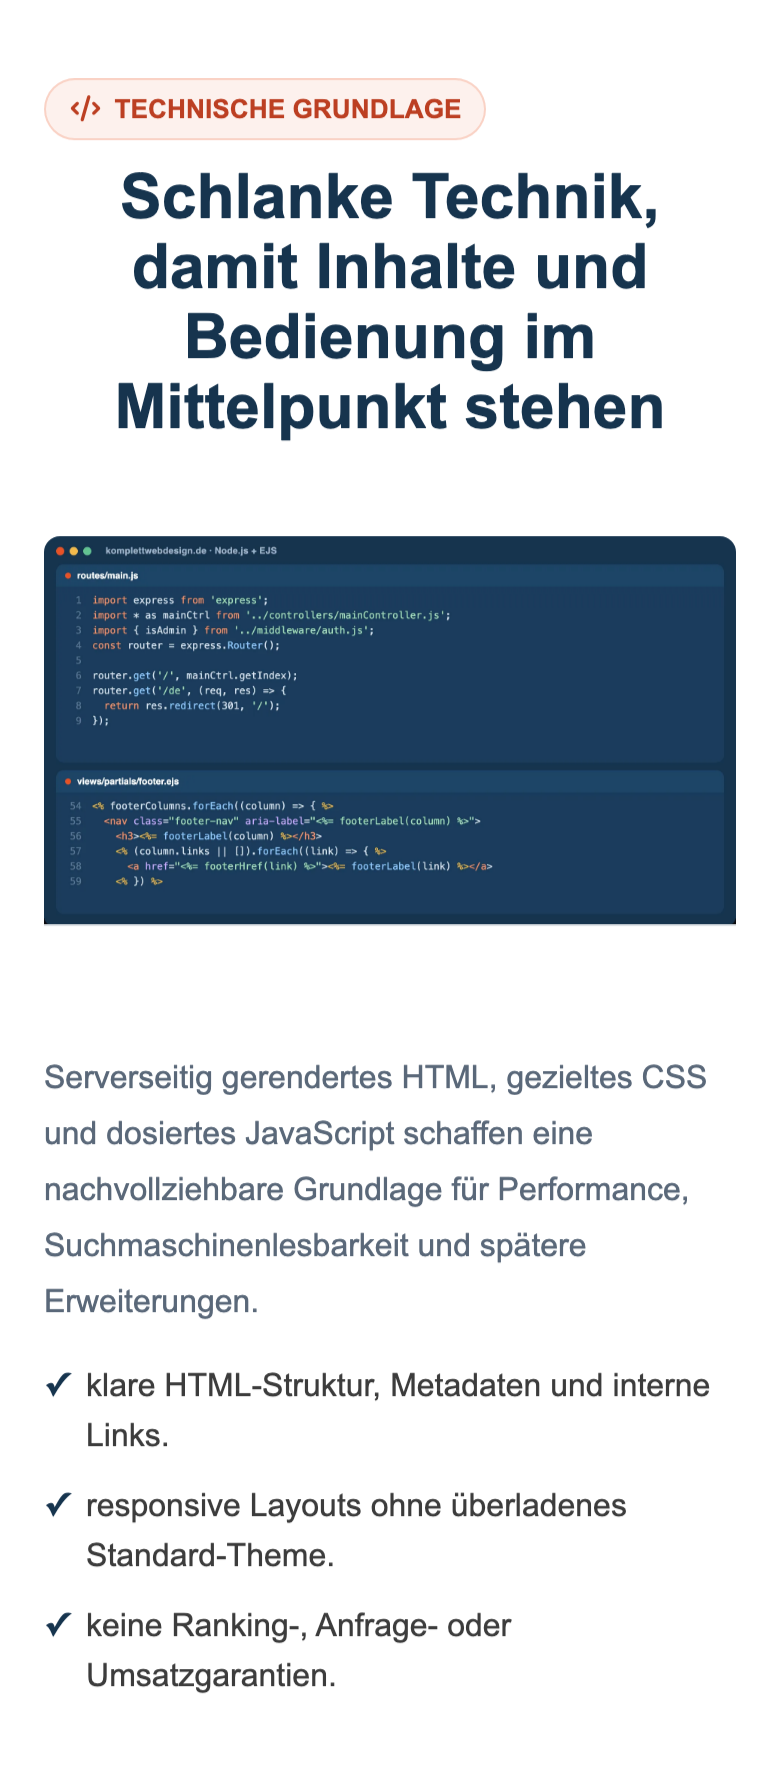 </> TECHNISCHE GRUNDLAGE
Schlanke Technik,
damit Inhalte und
Bedienung im
Mittelpunkt stehen
komplettwebdesign.de · Node.js + EJS
routes/main.js
1 import express from 'express';
2 import * as mainCtrl from '../controllers/mainController.js';
3 import { isAdmin } from '../middleware/auth.js';
4 const router = express.Router();
5
6 router.get('/', mainCtrl.getIndex);
7 router.get('/de', (req, res) => {
8   return res.redirect(301, '/');
9 });
views/partials/footer.ejs
54 <% footerColumns.forEach((column) => { %>
55   <nav class="footer-nav" aria-label="<%= footerLabel(column) %>">
56     <h3><%= footerLabel(column) %></h3>
57     <% (column.links || []).forEach((link) => { %>
58       <a href="<%= footerHref(link) %>"><%= footerLabel(link) %></a>
59     <% }) %>
Serverseitig gerendertes HTML, gezieltes CSS
und dosiertes JavaScript schaffen eine
nachvollziehbare Grundlage für Performance,
Suchmaschinenlesbarkeit und spätere
Erweiterungen.
✓ klare HTML-Struktur, Metadaten und interne
Links.
✓ responsive Layouts ohne überladenes
Standard-Theme.
✓ keine Ranking-, Anfrage- oder
Umsatzgarantien.